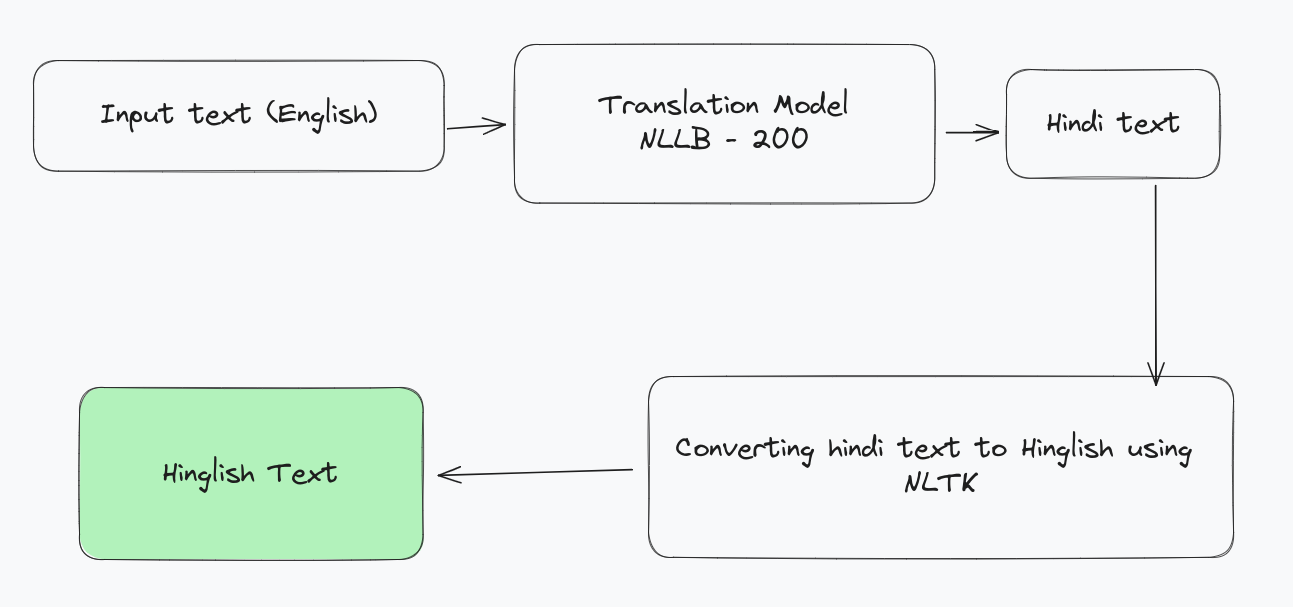 Input text (English)
Translation Model
NLLB - 200
Hindi text
Converting hindi text to Hinglish using
NLTK
Hinglish Text